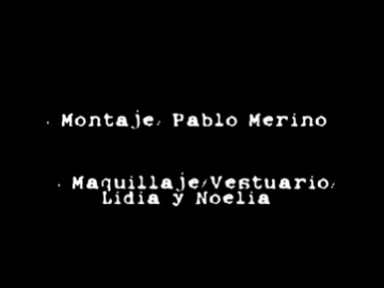 . Montaje, Pablo Merino
. Maquillaje/Vestuario,
Lidia y Noelia